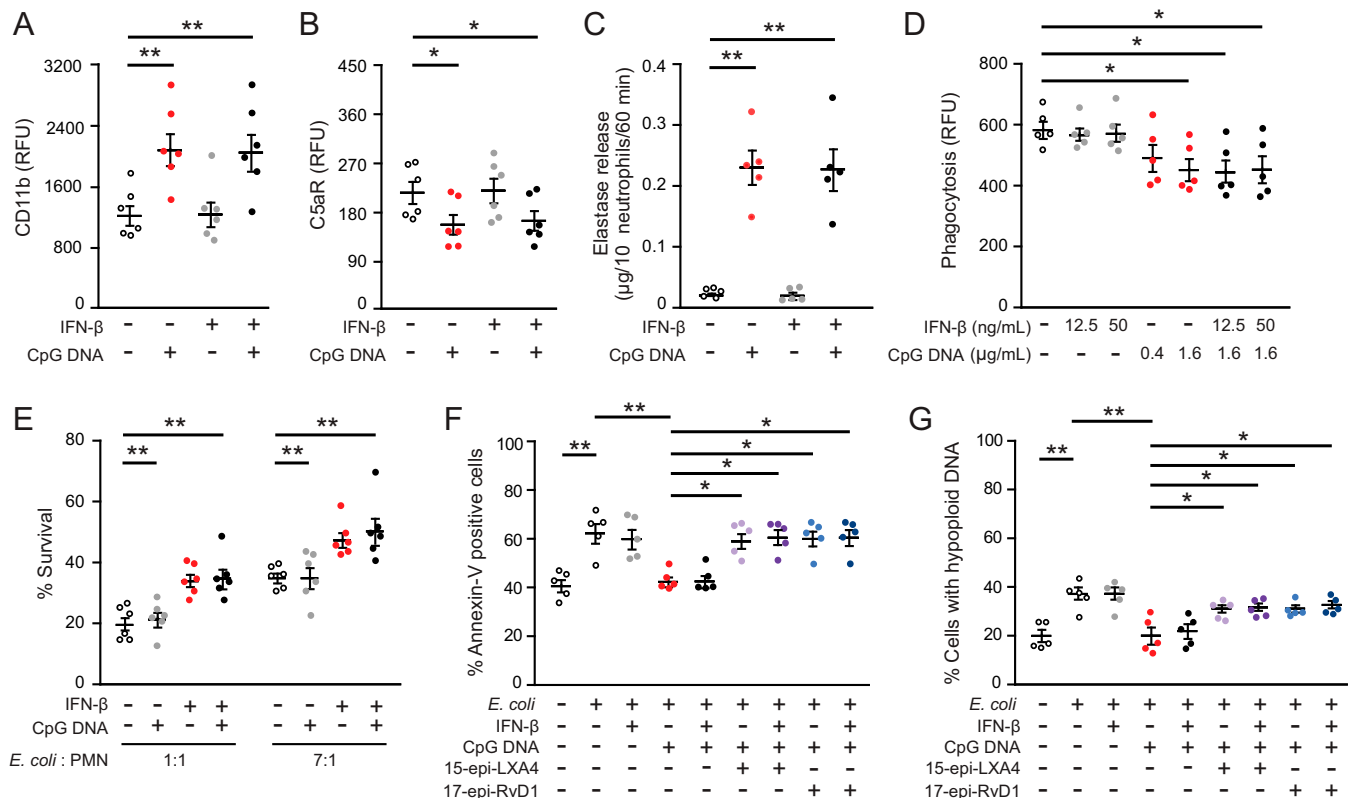 A
**
**
3200
2400
1600
800
0
CD11b (RFU)
IFN-β - - + +
CpG DNA - + - +
B
*
*
450
360
270
180
90
0
C5aR (RFU)
IFN-β - - + +
CpG DNA - + - +
C
**
**
0.4
0.3
0.2
0.1
0
Elastase release
(µg/10 neutrophils/60 min)
IFN-β - - + +
CpG DNA - + - +
D
*
*
*
800
600
400
200
0
Phagocytosis (RFU)
IFN-β (ng/mL) - 12.5 50 - - 12.5 50
CpG DNA (µg/mL) - - - 0.4 1.6 1.6 1.6
E
** **
** **
80
60
40
20
0
% Survival
IFN-β - - + + - - + +
CpG DNA - + - + - + - +
E. coli : PMN 1:1 7:1
F
**
**
*
*
*
*
100
80
60
40
20
0
% Annexin-V positive cells
E. coli - + + + + + + + +
IFN-β - - + - + - + - +
CpG DNA - - - + + + + + +
15-epi-LXA4 - - - - - + + - -
17-epi-RvD1 - - - - - - - + +
G
**
**
*
*
*
*
100
80
60
40
20
0
% Cells with hypoploid DNA
E. coli - + + + + + + + +
IFN-β - - + - + - + - +
CpG DNA - - - + + + + + +
15-epi-LXA4 - - - - - + + - -
17-epi-RvD1 - - - - - - - + +